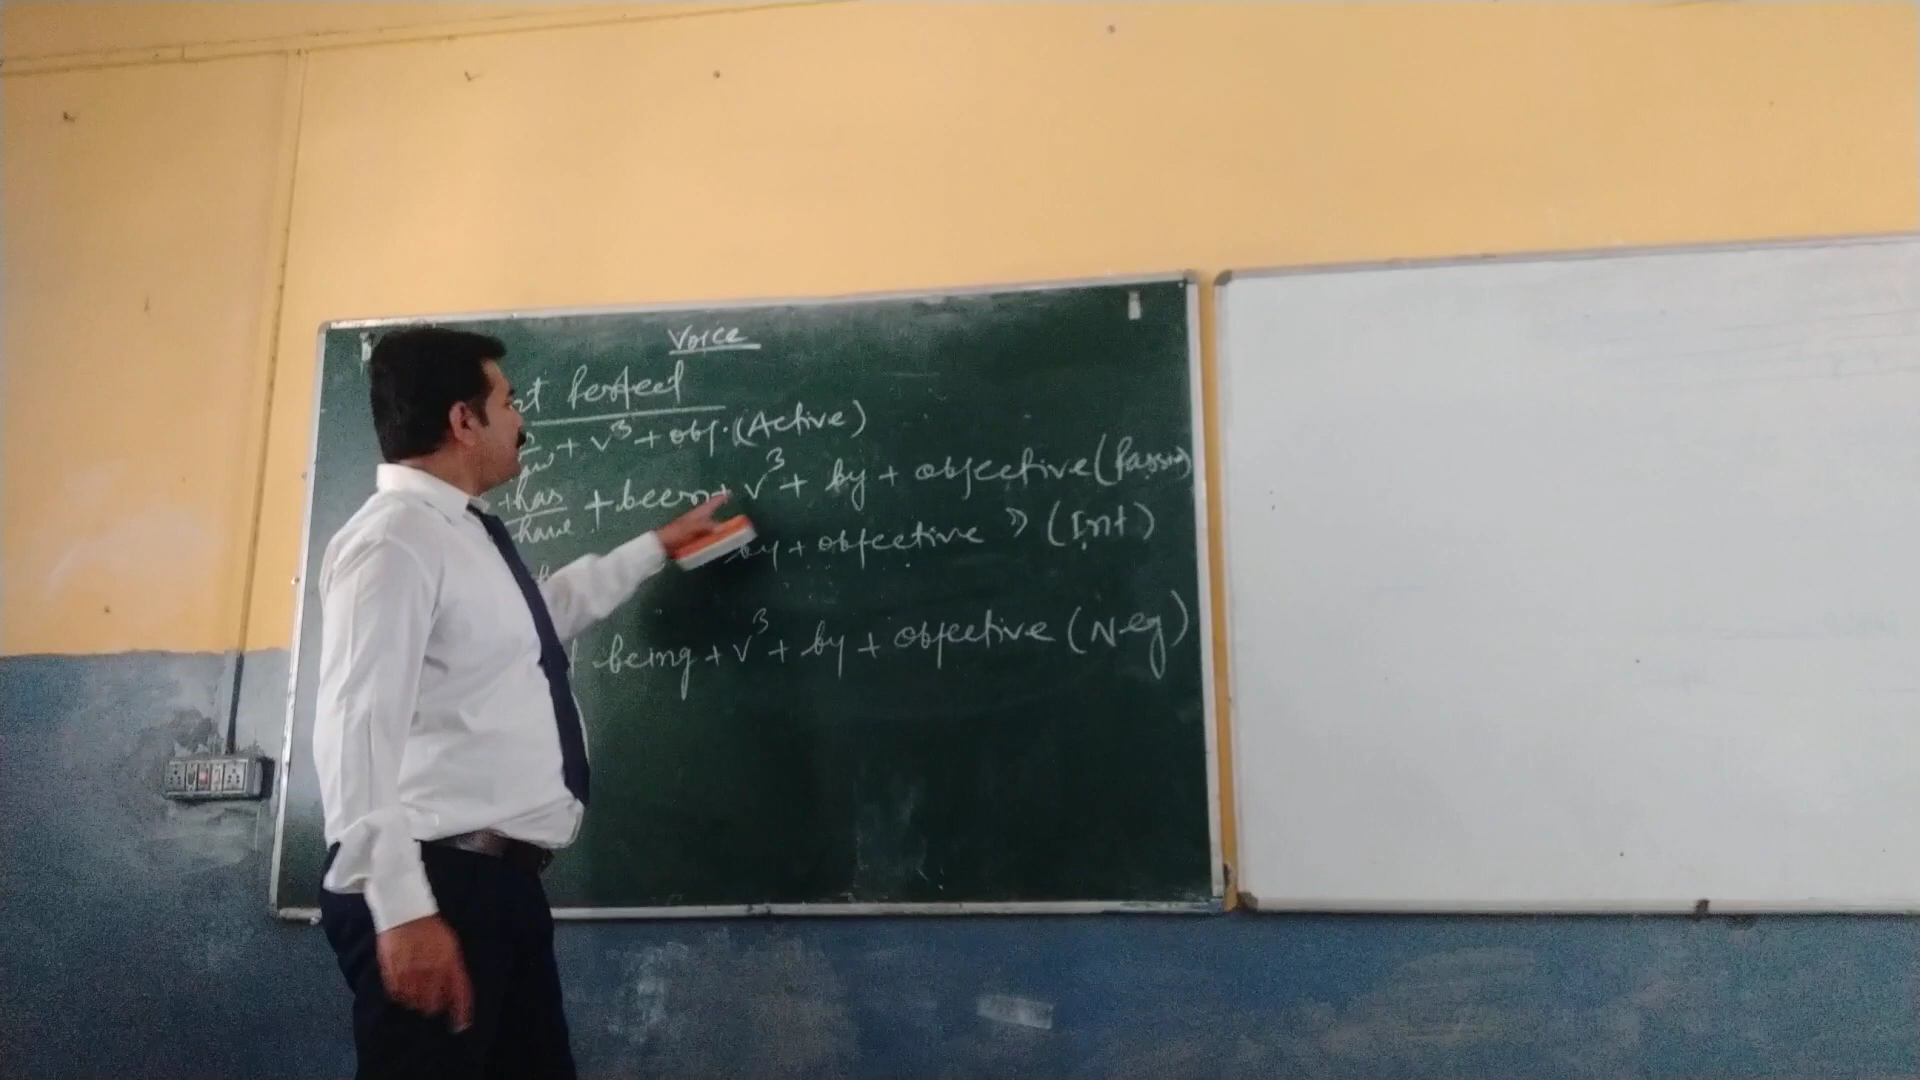 Voice
nt Perfect
+ V³ + obj. (Active)
+ has + been + V³ + by + objective (Passive)
have
by + objective » (Int)
being + V³ + by + objective (Neg)